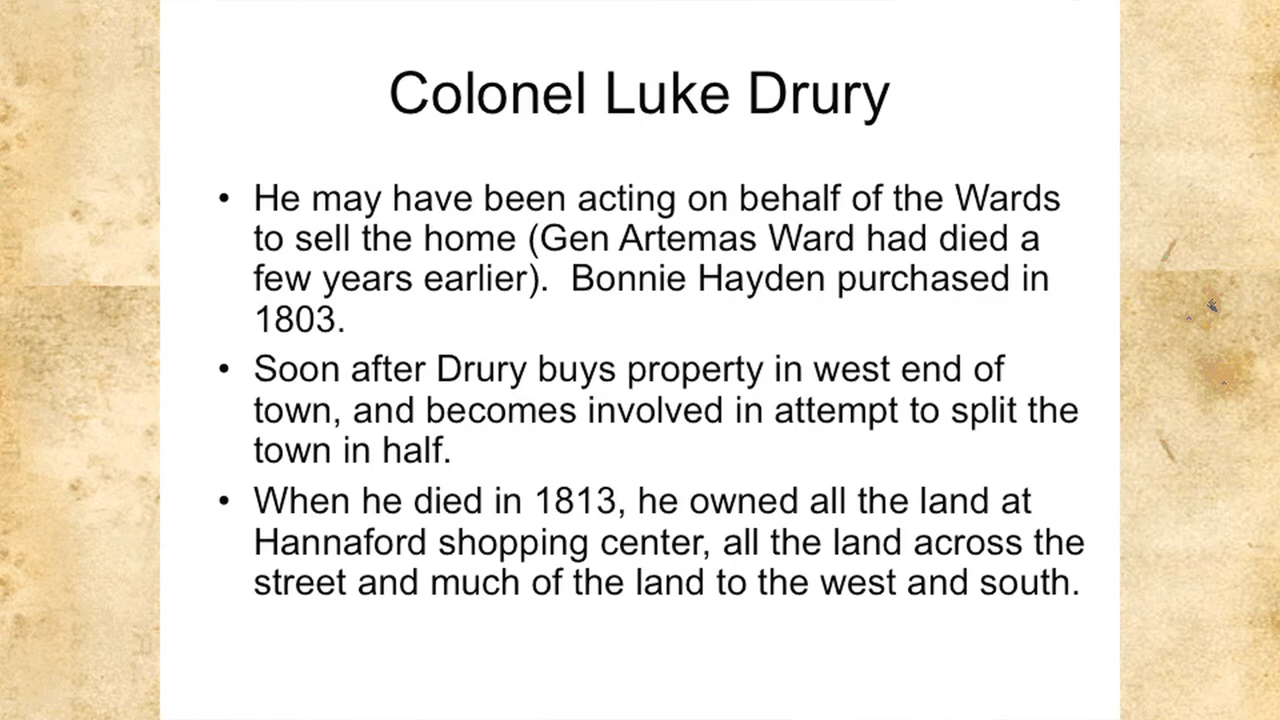 Colonel Luke Drury
• He may have been acting on behalf of the Wards
to sell the home (Gen Artemas Ward had died a
few years earlier).  Bonnie Hayden purchased in
1803.
• Soon after Drury buys property in west end of
town, and becomes involved in attempt to split the
town in half.
• When he died in 1813, he owned all the land at
Hannaford shopping center, all the land across the
street and much of the land to the west and south.